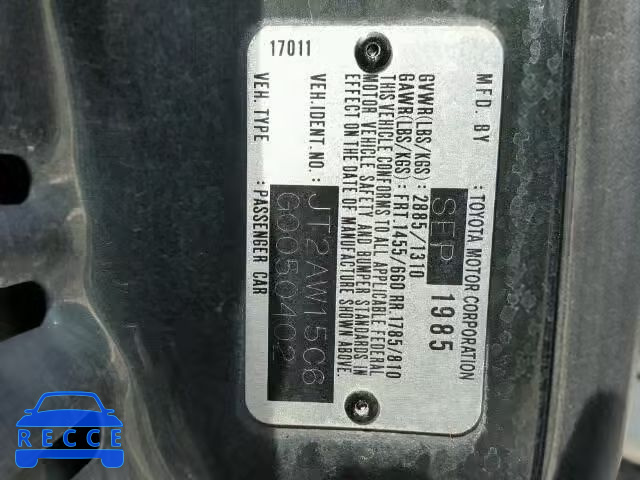 MFD. BY : TOYOTA MOTOR CORPORATION
SEP 1985
GVWR(LBS/KGS) : 2885/1310
GAWR(LBS/KGS) : FRT.1455/660 RR.1785/810
THIS VEHICLE CONFORMS TO ALL APPLICABLE FEDERAL
MOTOR VEHICLE SAFETY AND BUMPER STANDARDS IN
EFFECT ON THE DATE OF MANUFACTURE SHOWN ABOVE.
VEH.IDENT.NO. : JT2AW15C6
G0050402
VEH. TYPE : PASSENGER CAR
17011
RECCE